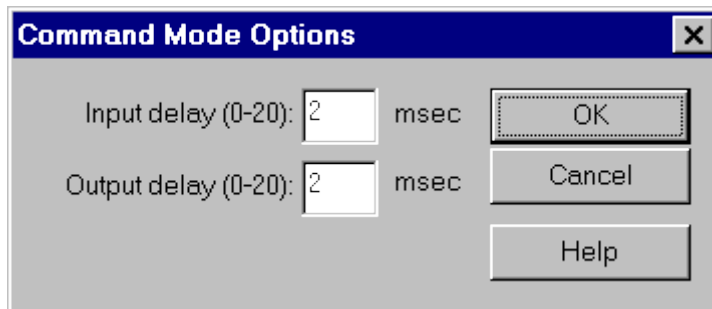 Command Mode Options
Input delay (0-20): 2 msec
OK
Output delay (0-20): 2 msec
Cancel
Help